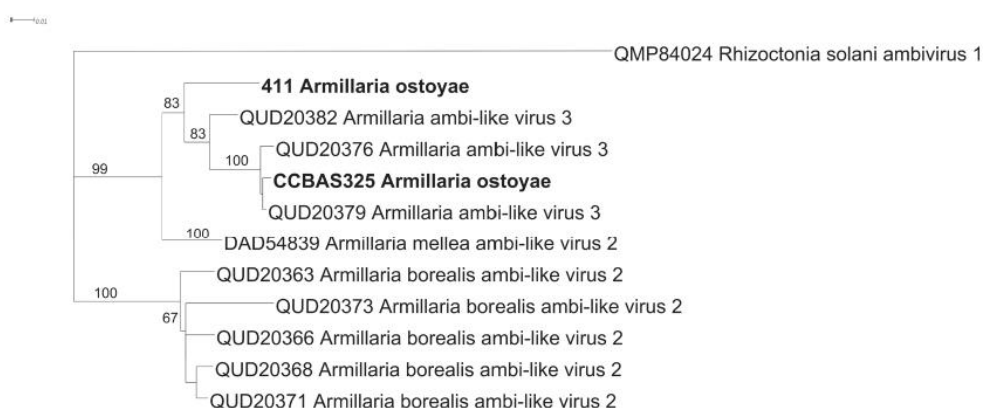 0.01
QMP84024 Rhizoctonia solani ambivirus 1
411 Armillaria ostoyae
83
QUD20382 Armillaria ambi-like virus 3
83
QUD20376 Armillaria ambi-like virus 3
100
99
CCBAS325 Armillaria ostoyae
QUD20379 Armillaria ambi-like virus 3
100
DAD54839 Armillaria mellea ambi-like virus 2
QUD20363 Armillaria borealis ambi-like virus 2
100
QUD20373 Armillaria borealis ambi-like virus 2
67
QUD20366 Armillaria borealis ambi-like virus 2
QUD20368 Armillaria borealis ambi-like virus 2
QUD20371 Armillaria borealis ambi-like virus 2